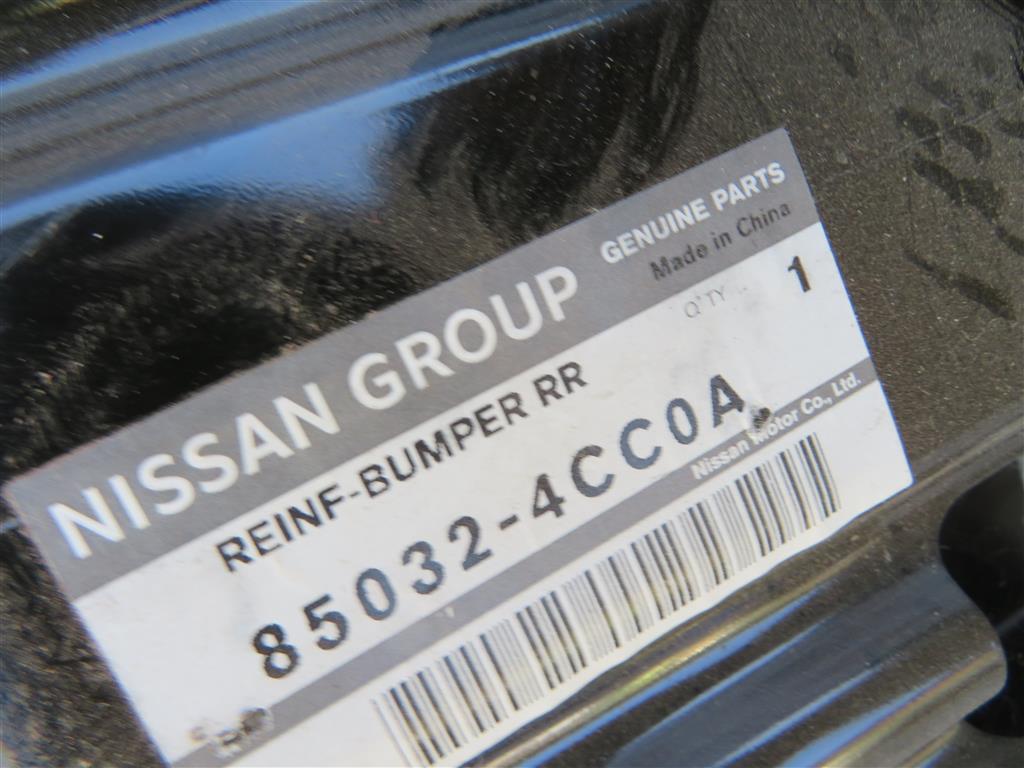 NISSAN GROUP
GENUINE PARTS
Made in China
REINF-BUMPER RR
Q'TY 1
85032-4CC0A
Nissan Motor Co., Ltd.